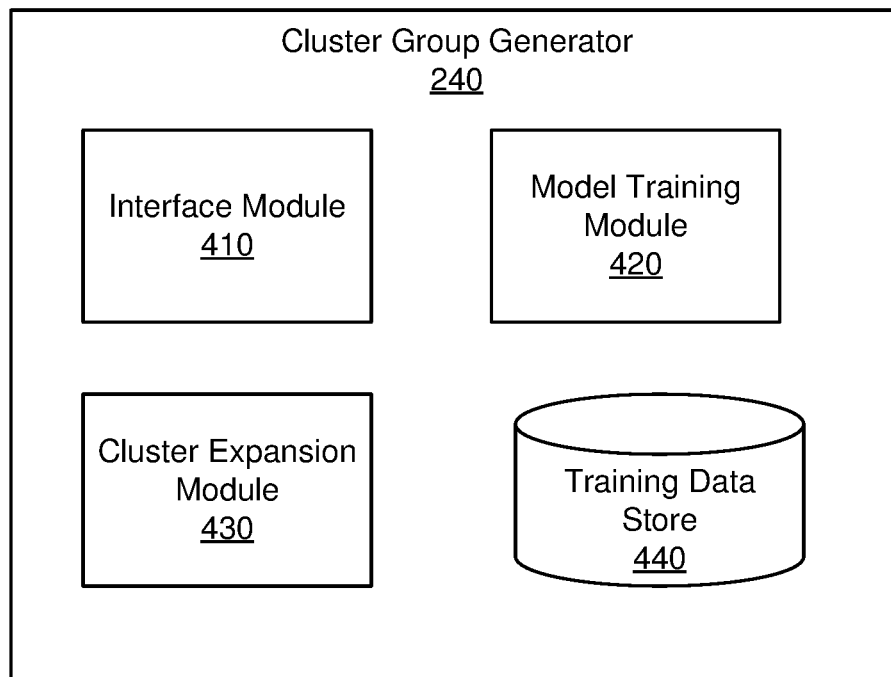 Cluster Group Generator
240
Interface Module
410
Model Training
Module
420
Cluster Expansion
Module
430
Training Data
Store
440